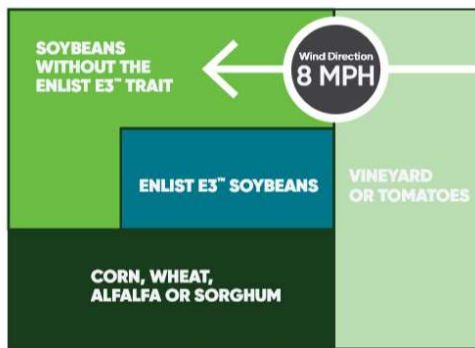 SOYBEANS
WITHOUT THE
ENLIST E3™ TRAIT
Wind Direction
8 MPH
ENLIST E3™ SOYBEANS
VINEYARD
OR TOMATOES
CORN, WHEAT,
ALFALFA OR SORGHUM